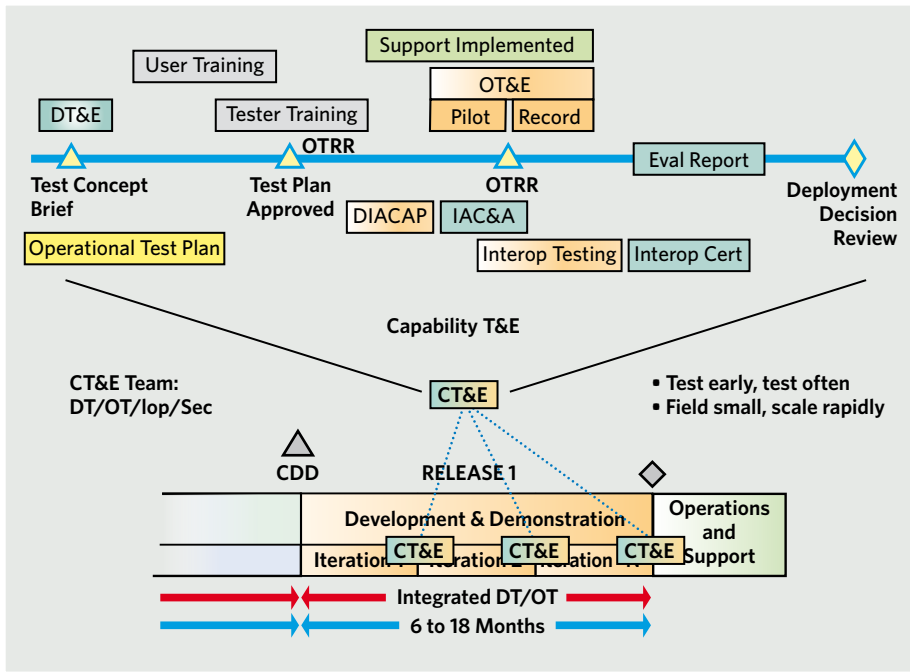 Support Implemented
User Training
OT&E
DT&E
Tester Training
Pilot
Record
OTRR
Eval Report
Test Concept
Brief
Test Plan
Approved
OTRR
Deployment
Decision
Review
DIACAP
IAC&A
Operational Test Plan
Interop Testing
Interop Cert
Capability T&E
CT&E Team:
DT/OT/Iop/Sec
CT&E
• Test early, test often
• Field small, scale rapidly
CDD
RELEASE 1
Development & Demonstration
Operations
and
Support
CT&E
CT&E
CT&E
Iteration
Iteration
Iteration
Integrated DT/OT
6 to 18 Months